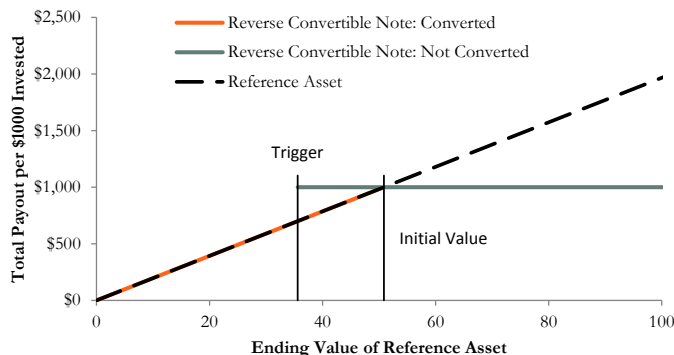 $2,500
$2,000
$1,500
$1,000
$500
$0
Total Payout per $1000 Invested
Reverse Convertible Note: Converted
Reverse Convertible Note: Not Converted
Reference Asset
Trigger
Initial Value
0 20 40 60 80 100
Ending Value of Reference Asset